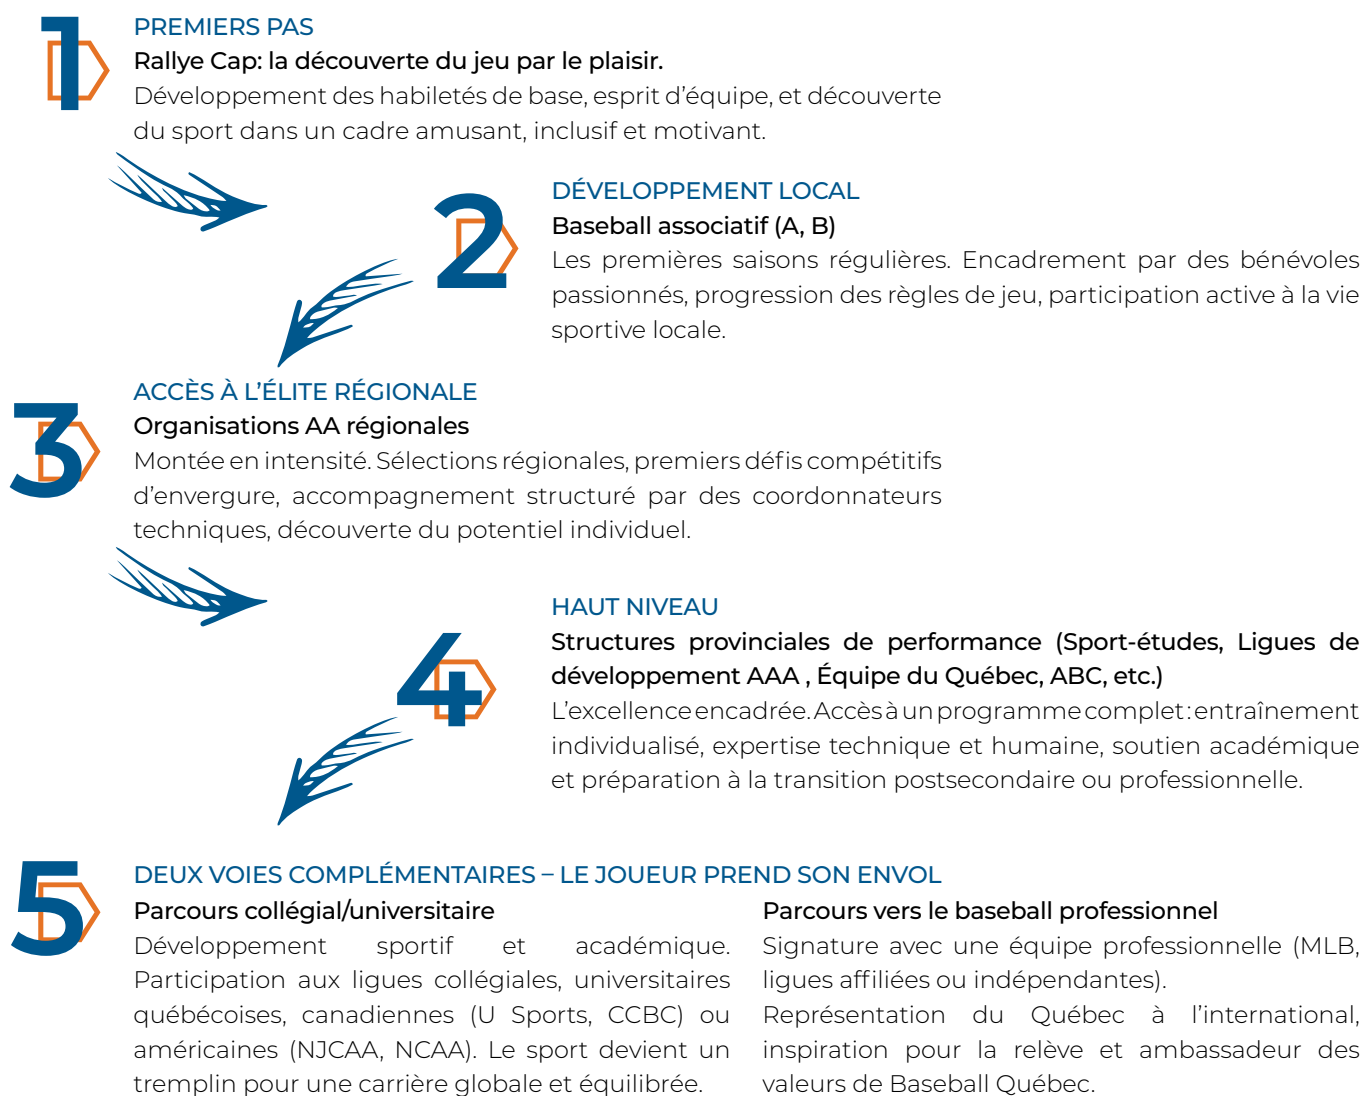 1
PREMIERS PAS
Rallye Cap: la découverte du jeu par le plaisir.
Développement des habiletés de base, esprit d’équipe, et découverte
du sport dans un cadre amusant, inclusif et motivant.
2
DÉVELOPPEMENT LOCAL
Baseball associatif (A, B)
Les premières saisons régulières. Encadrement par des bénévoles
passionnés, progression des règles de jeu, participation active à la vie
sportive locale.
3
ACCÈS À L’ÉLITE RÉGIONALE
Organisations AA régionales
Montée en intensité. Sélections régionales, premiers défis compétitifs
d’envergure, accompagnement structuré par des coordonnateurs
techniques, découverte du potentiel individuel.
4
HAUT NIVEAU
Structures provinciales de performance (Sport-études, Ligues de
développement AAA , Équipe du Québec, ABC, etc.)
L’excellence encadrée. Accès à un programme complet : entraînement
individualisé, expertise technique et humaine, soutien académique
et préparation à la transition postsecondaire ou professionnelle.
5
DEUX VOIES COMPLÉMENTAIRES – LE JOUEUR PREND SON ENVOL
Parcours collégial/universitaire
Développement sportif et académique.
Participation aux ligues collégiales, universitaires
québécoises, canadiennes (U Sports, CCBC) ou
américaines (NJCAA, NCAA). Le sport devient un
tremplin pour une carrière globale et équilibrée.
Parcours vers le baseball professionnel
Signature avec une équipe professionnelle (MLB,
ligues affiliées ou indépendantes).
Représentation du Québec à l’international,
inspiration pour la relève et ambassadeur des
valeurs de Baseball Québec.